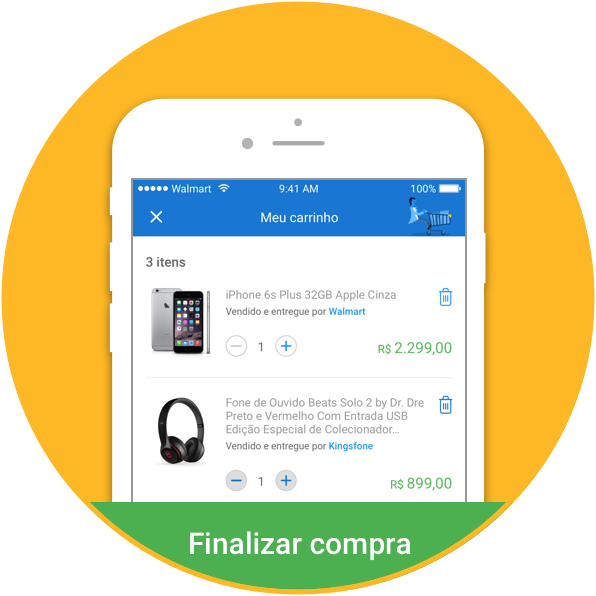 Walmart 9:41 AM 100%
Meu carrinho
3 itens
iPhone 6s Plus 32GB Apple Cinza
Vendido e entregue por Walmart
1 R$ 2.299,00
Fone de Ouvido Beats Solo 2 by Dr. Dre
Preto e Vermelho Com Entrada USB
Edição Especial de Colecionador...
Vendido e entregue por Kingsfone
1 R$ 899,00
Finalizar compra